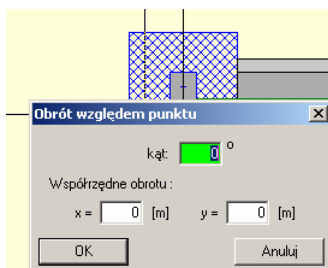 Obrót względem punktu
kąt: 0 °
Współrzędne obrotu :
x = 0 [m] y = 0 [m]
OK Anuluj